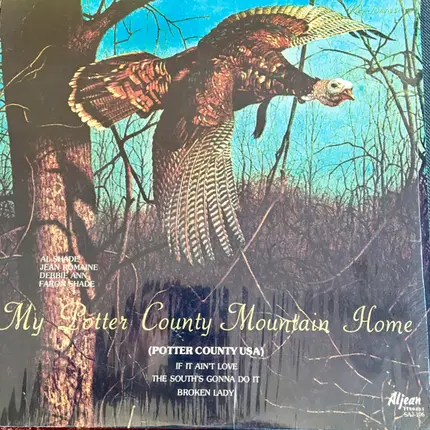 AL SHADE
JEAN ROMAINE
DEBBIE ANN
FARON SHADE
My Potter County Mountain Home
(POTTER COUNTY USA)
IF IT AIN'T LOVE
THE SOUTH'S GONNA DO IT
BROKEN LADY
Aljean